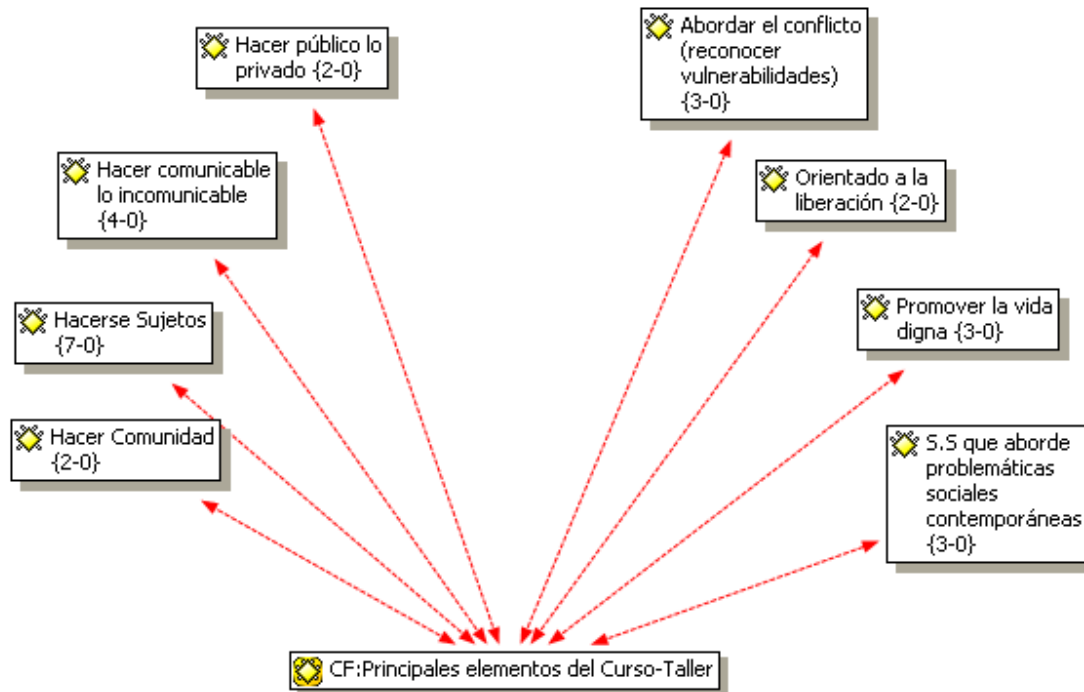 Hacer público lo
privado {2-0}
Abordar el conflicto
(reconocer
vulnerabilidades)
{3-0}
Hacer comunicable
lo incomunicable
{4-0}
Orientado a la
liberación {2-0}
Hacerse Sujetos
{7-0}
Promover la vida
digna {3-0}
Hacer Comunidad
{2-0}
S.S que aborde
problemáticas
sociales
contemporáneas
{3-0}
CF:Principales elementos del Curso-Taller